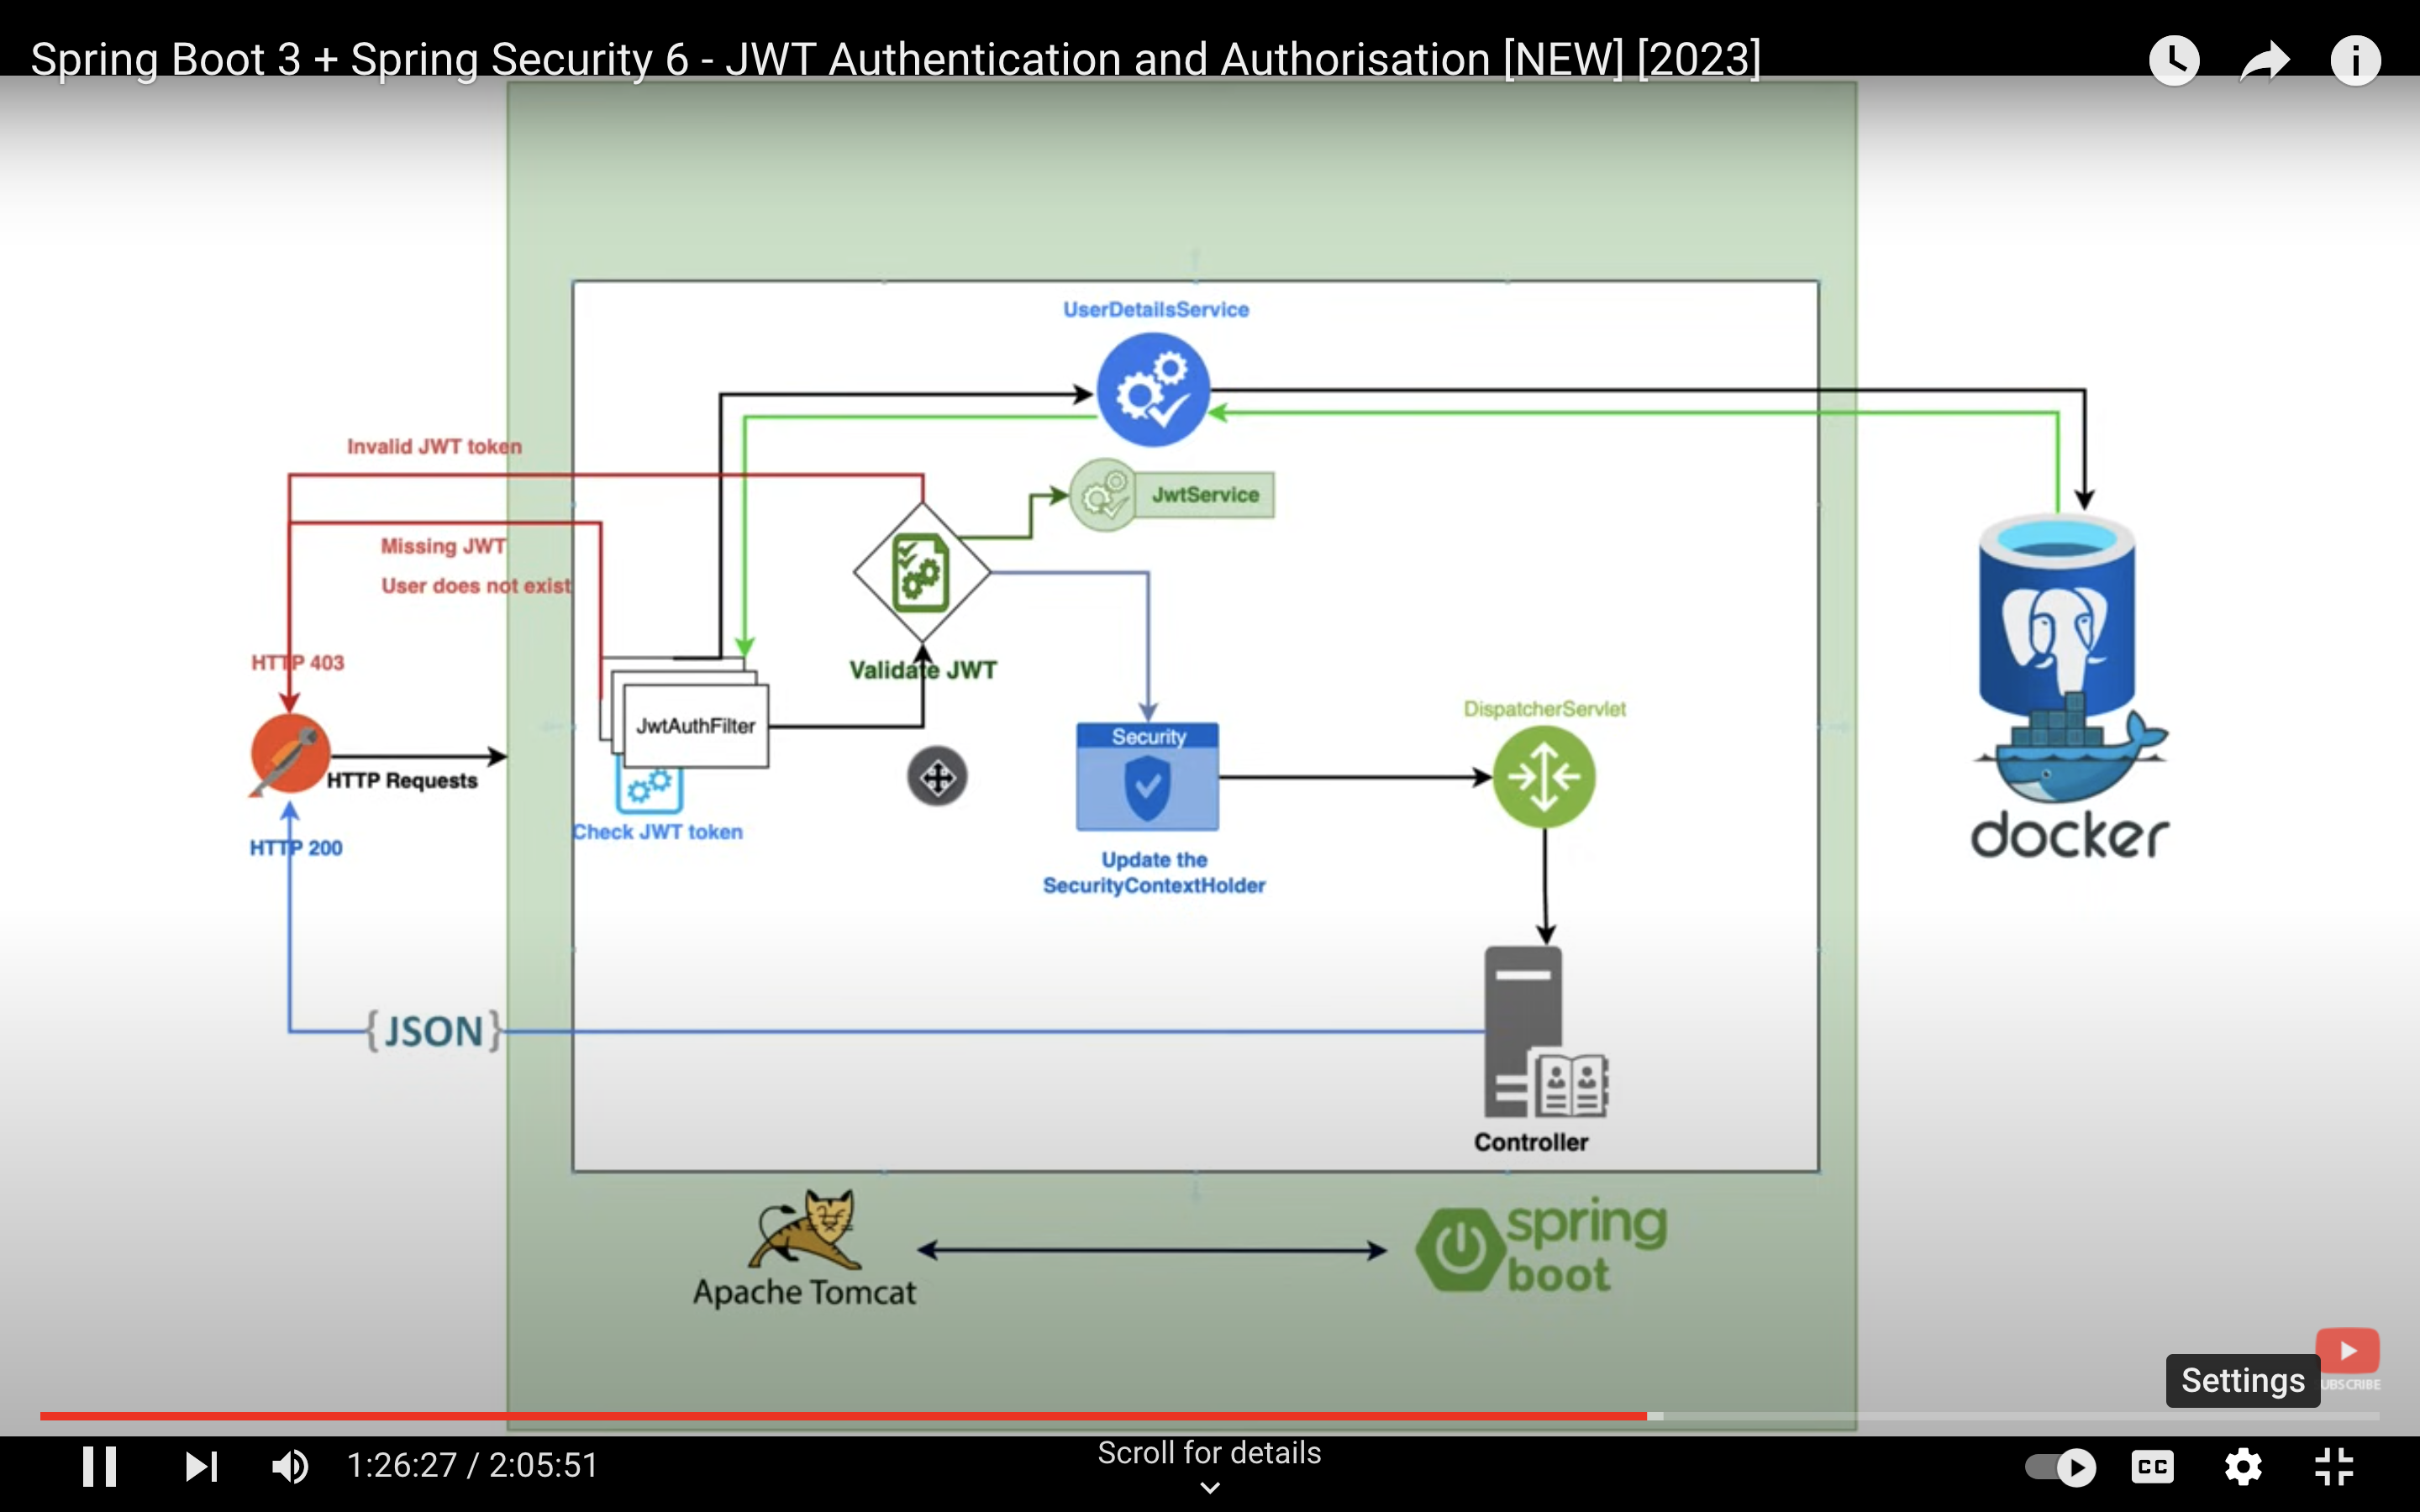 Spring Boot 3 + Spring Security 6 - JWT Authentication and Authorisation [NEW] [2023]
UserDetailsService
Invalid JWT token
JwtService
Missing JWT
User does not exist
HTTP 403
Validate JWT
JwtAuthFilter
DispatcherServlet
Security
HTTP Requests
Check JWT token
HTTP 200
Update the
SecurityContextHolder
docker
{JSON}
Controller
Apache Tomcat
spring
boot
Settings
UBSCRIBE
1:26:27 / 2:05:51
Scroll for details
CC